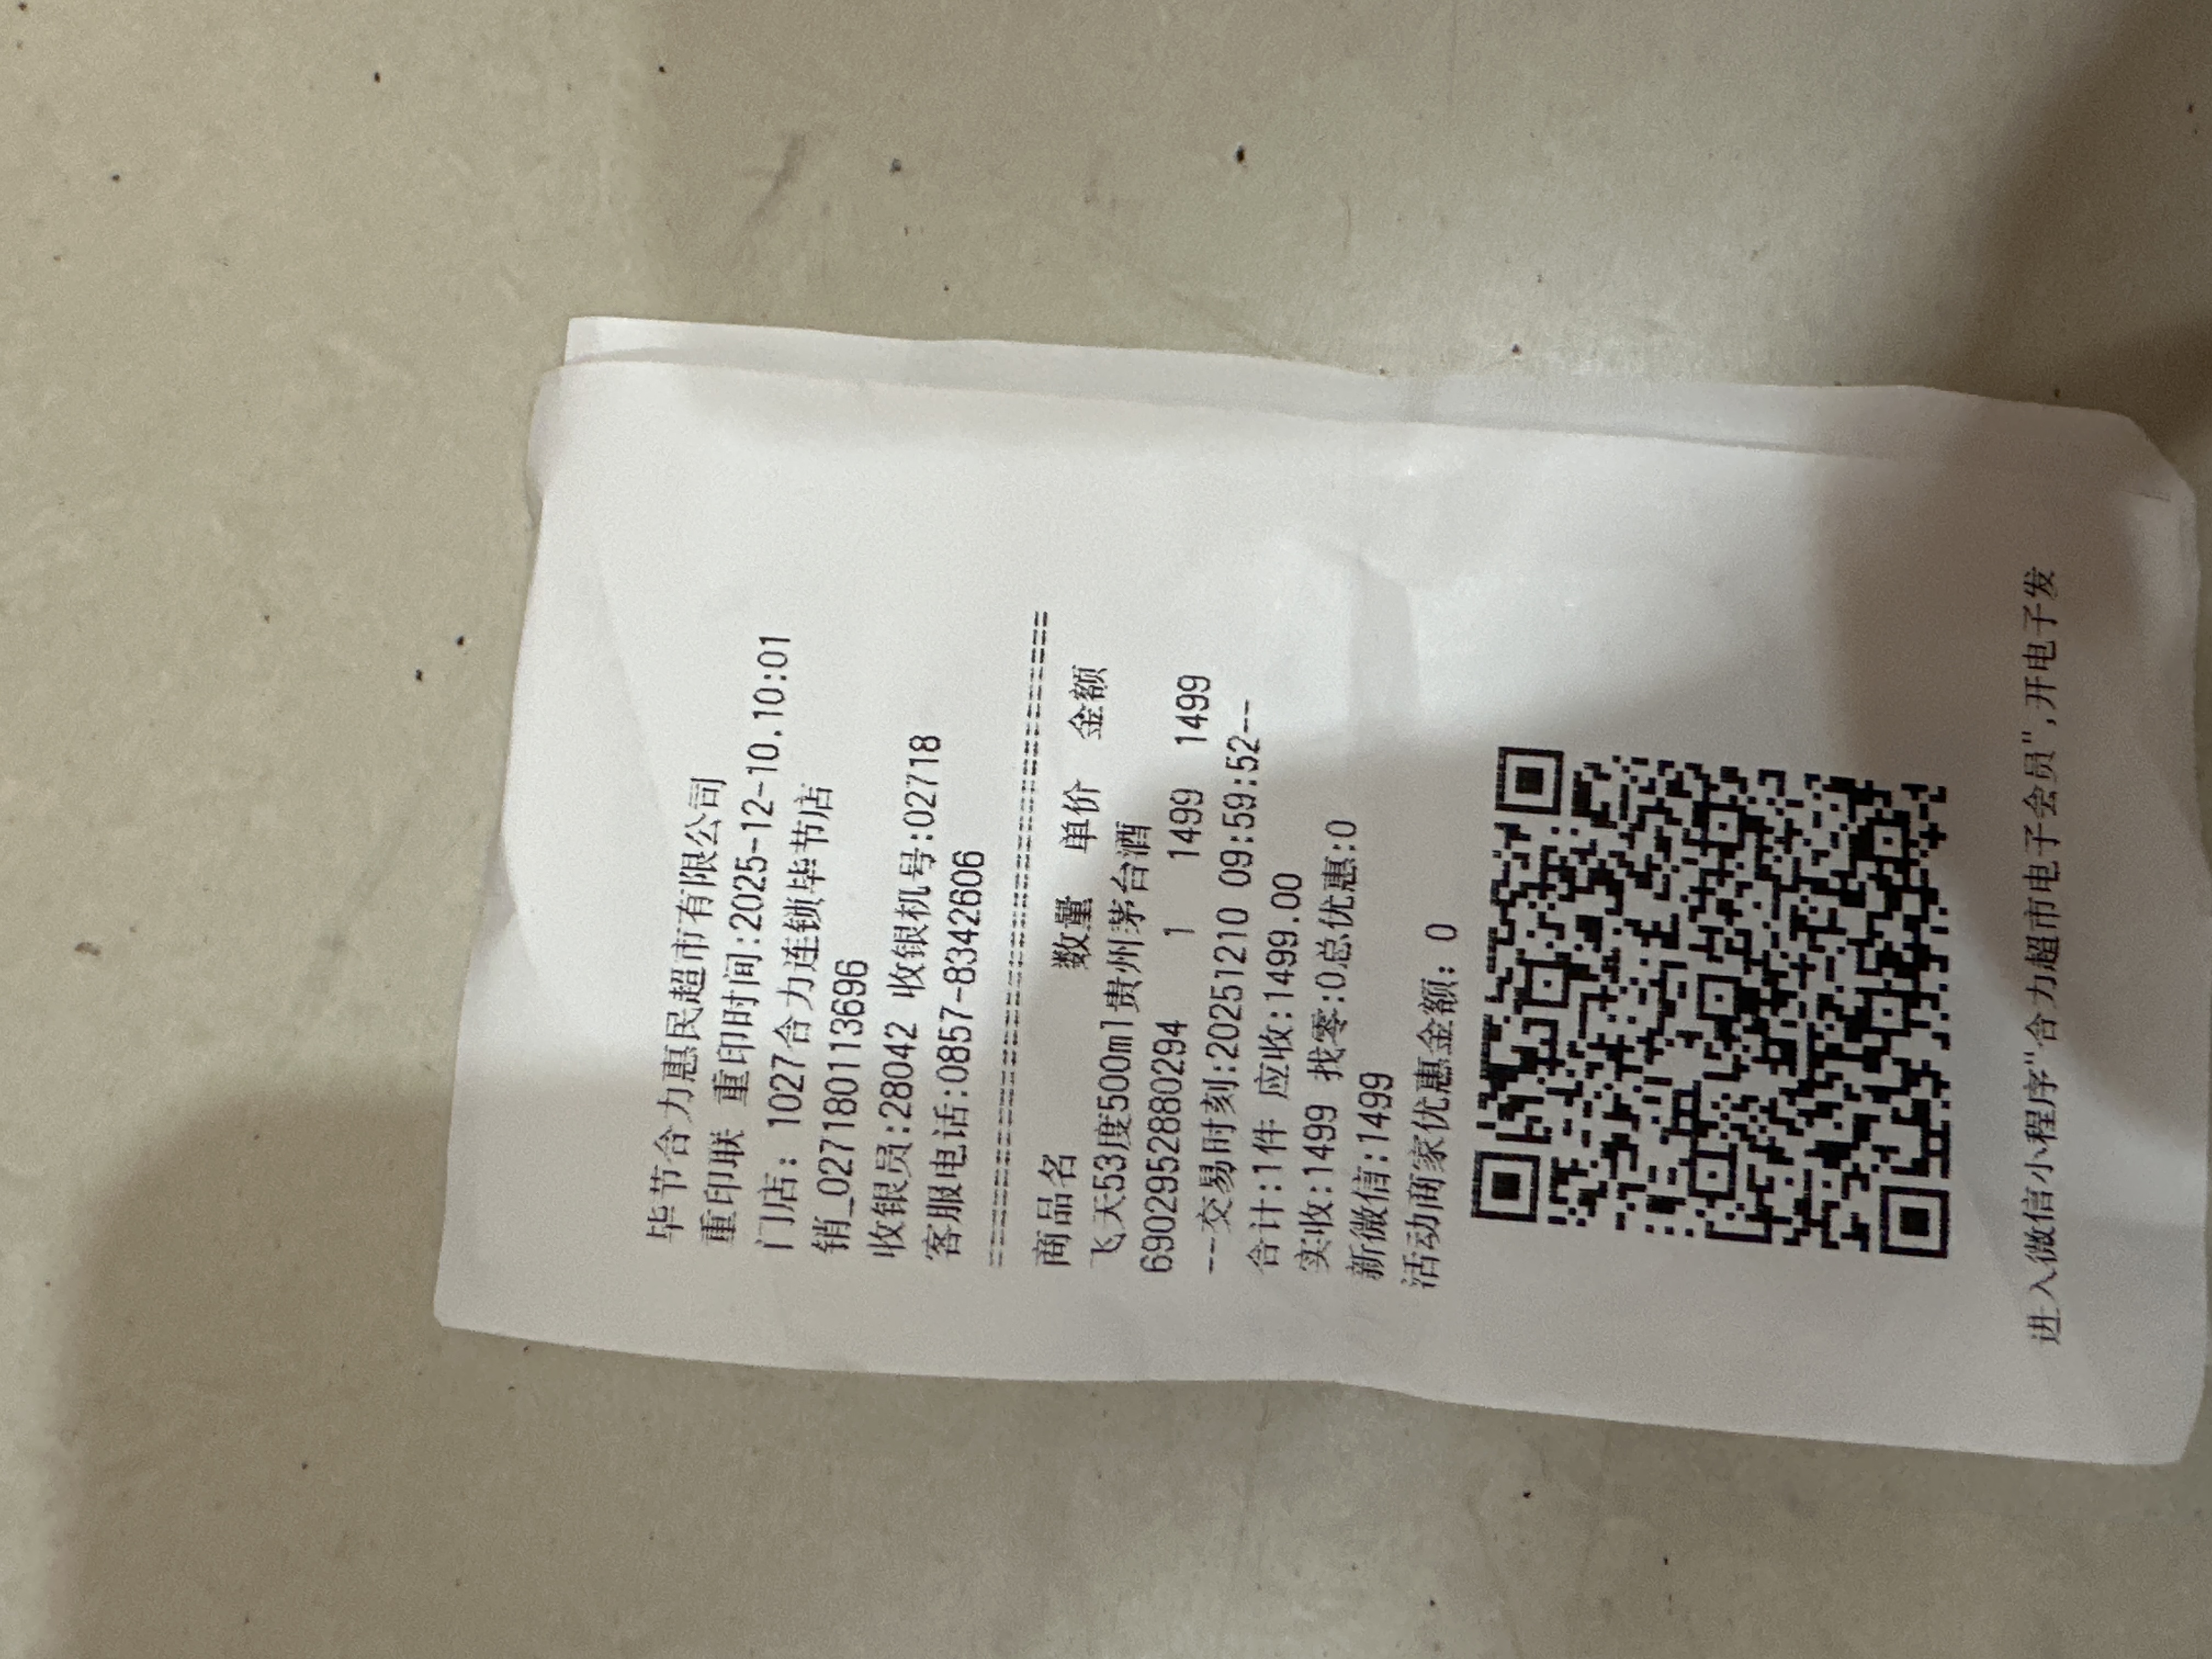 毕节合力惠民超市有限公司
重印联 重印时间:2025-12-10.10:01
门店: 1027合力连锁毕节店
销_027180113696
收银员:28042 收银机号:02718
客服电话:0857-8342606
================================
商品名 数量 单价 金额
飞天53度500ml贵州茅台酒
6902952880294 1 1499 1499
--交易时刻:20251210 09:59:52--
合计:1件 应收:1499.00
实收:1499 找零:0总优惠:0
新微信:1499
活动商家优惠金额: 0
进入微信小程序"合力超市电子会员",开电子发